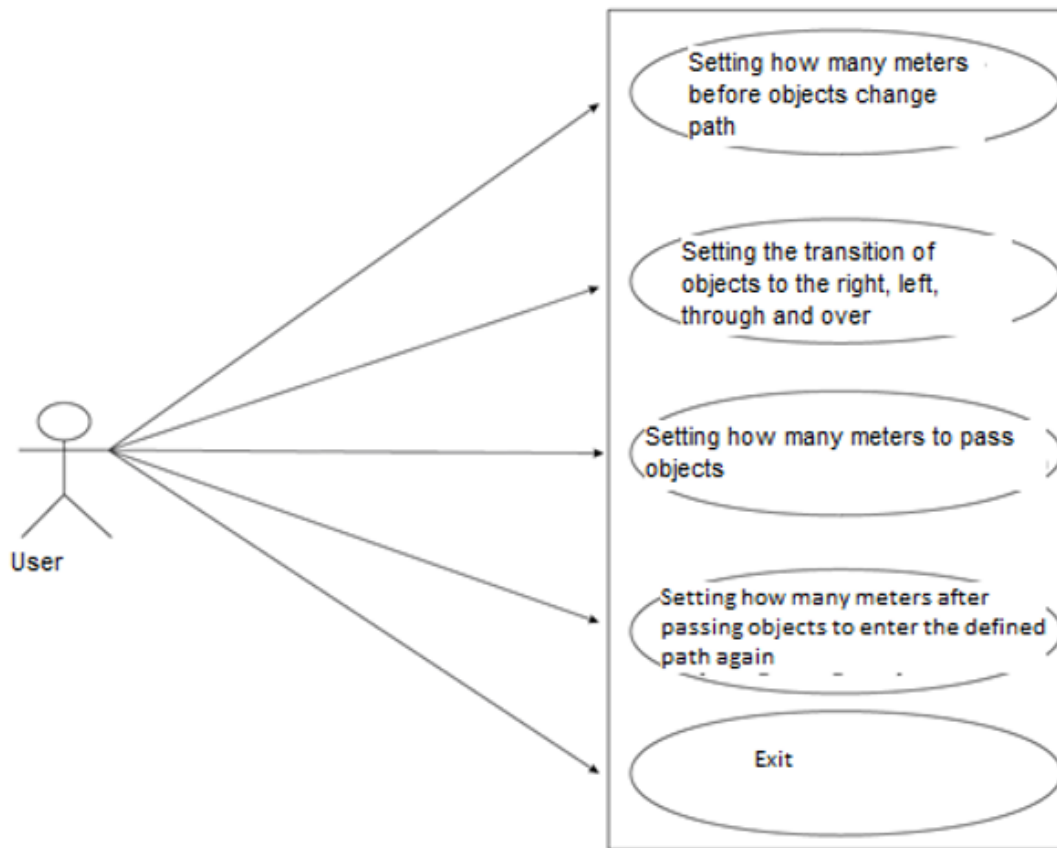 Setting how many meters
before objects change
path
Setting the transition of
objects to the right, left,
through and over
Setting how many meters to pass
objects
User
Setting how many meters after
passing objects to enter the defined
path again
Exit